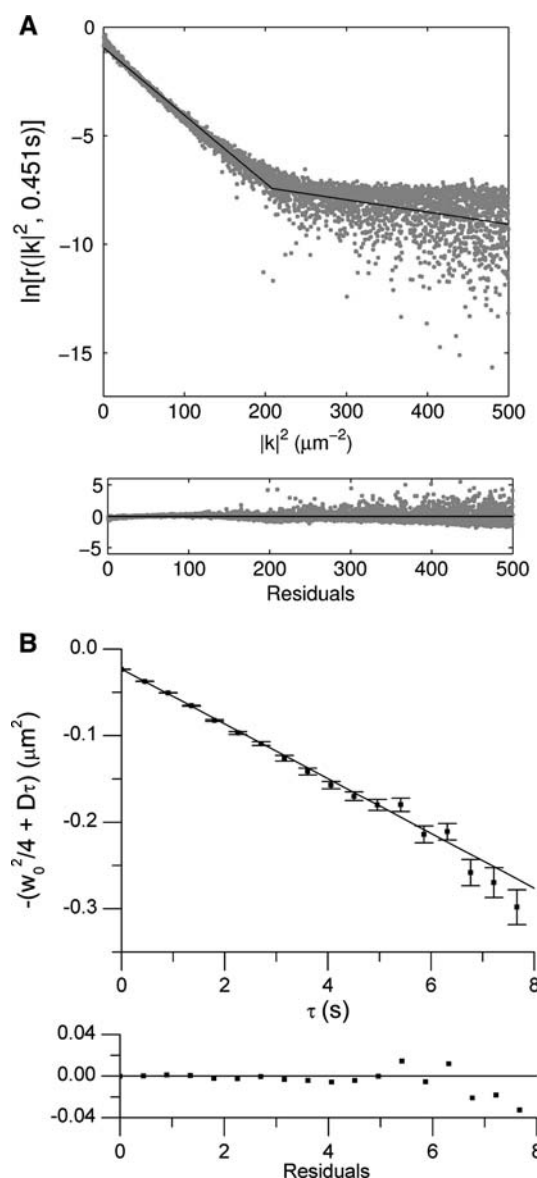 A
ln[r(|k|², 0.451s)]
0
−5
−10
−15
0 100 200 300 400 500
|k|² (μm⁻²)
5
0
−5
0 100 200 300 400 500
Residuals
B
-(w₀²/4 + Dτ) (μm²)
0.0
-0.1
-0.2
-0.3
0 2 4 6 8
τ (s)
0.04
0.00
-0.04
0 2 4 6 8
Residuals